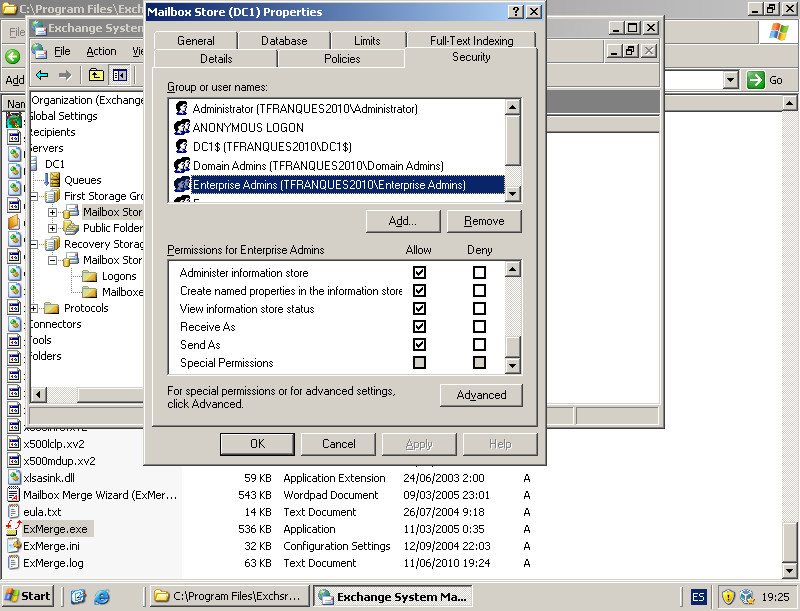 C:\Program Files\Exch
Exchange System
Mailbox Store (DC1) Properties
File
File
Action
General
Database
Limits
Full-Text Indexing
Details
Policies
Security
Add
Go
Nan
Organization (Exchange
Global Settings
Recipients
Servers
DC1
Queues
First Storage Gro
Mailbox Stor
Public Folder
Recovery Storag
Mailbox Stor
Logons
Mailboxe
Protocols
Connectors
Tools
Folders
Group or user names:
Administrator (TFRANQUES2010\Administrator)
ANONYMOUS LOGON
DC1$ (TFRANQUES2010\DC1$)
Domain Admins (TFRANQUES2010\Domain Admins)
Enterprise Admins (TFRANQUES2010\Enterprise Admins)
Add...
Remove
Permissions for Enterprise Admins
Allow
Deny
Administer information store
Create named properties in the information store
View information store status
Receive As
Send As
Special Permissions
For special permissions or for advanced settings,
click Advanced.
Advanced
OK
Cancel
Apply
Help
x500lclp.xv2
x500mdup.xv2
xlsasink.dll 59 KB Application Extension 24/06/2003 2:00 A
Mailbox Merge Wizard (ExMer... 543 KB Wordpad Document 09/03/2005 23:01 A
eula.txt 14 KB Text Document 26/07/2004 9:18 A
ExMerge.exe 536 KB Application 11/03/2005 0:35 A
ExMerge.ini 32 KB Configuration Settings 12/09/2004 22:03 A
ExMerge.log 63 KB Text Document 11/06/2010 19:24 A
Start
C:\Program Files\Exchsr...
Exchange System Ma...
ES
19:25